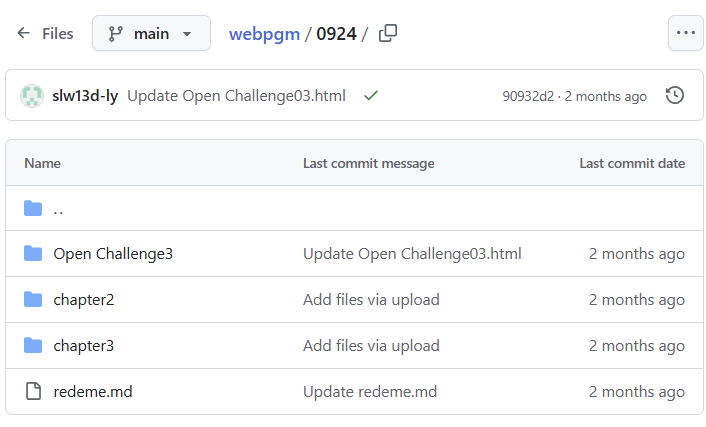 Files main webpgm / 0924 /
slw13d-ly Update Open Challenge03.html 90932d2 · 2 months ago
Name Last commit message Last commit date
..
Open Challenge3 Update Open Challenge03.html 2 months ago
chapter2 Add files via upload 2 months ago
chapter3 Add files via upload 2 months ago
redeme.md Update redeme.md 2 months ago